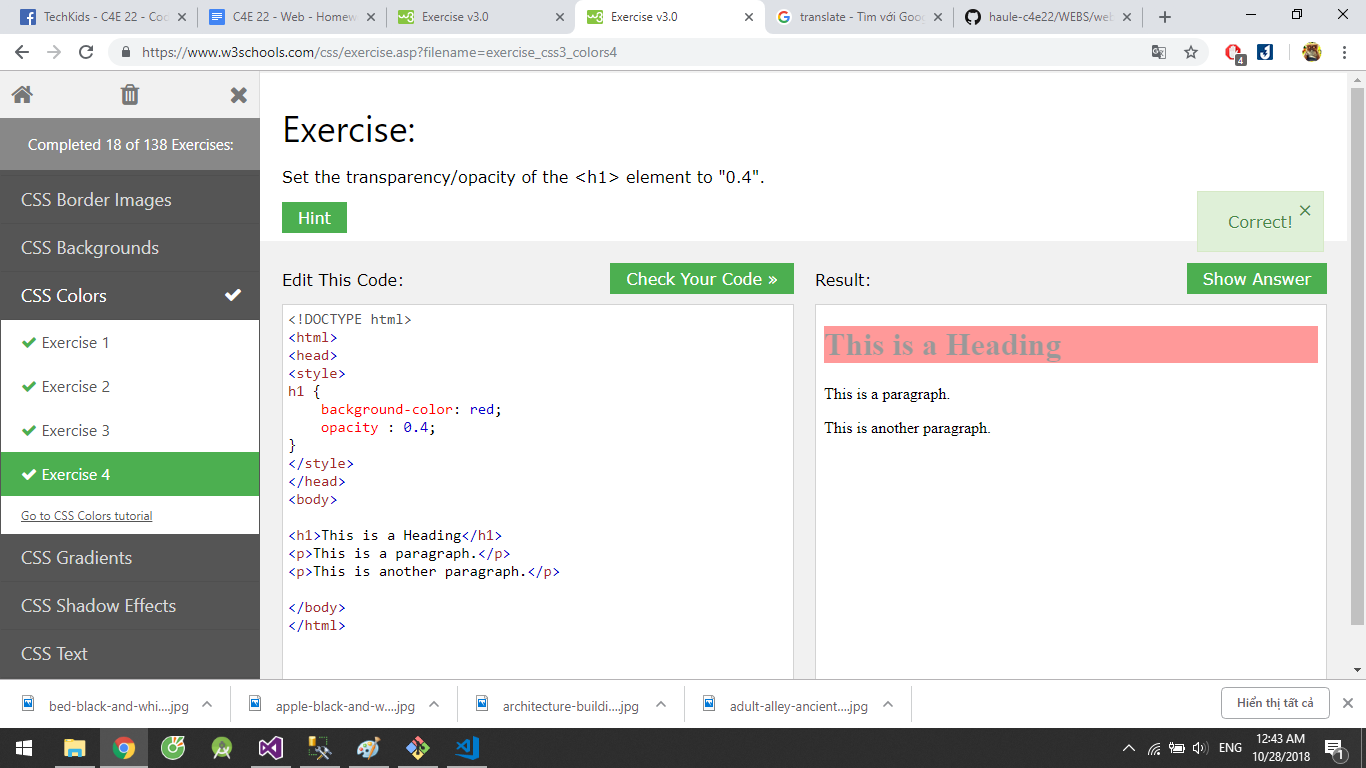 TechKids - C4E 22 - Cod
C4E 22 - Web - Homew
Exercise v3.0
Exercise v3.0
translate - Tìm với Goo
haule-c4e22/WEBS/web
https://www.w3schools.com/css/exercise.asp?filename=exercise_css3_colors4
4
Completed 18 of 138 Exercises:
CSS Border Images
CSS Backgrounds
CSS Colors
Exercise 1
Exercise 2
Exercise 3
Exercise 4
Go to CSS Colors tutorial
CSS Gradients
CSS Shadow Effects
CSS Text
Exercise:
Set the transparency/opacity of the <h1> element to "0.4".
Hint
Correct!
Edit This Code:
Check Your Code »
<!DOCTYPE html>
<html>
<head>
<style>
h1 {
    background-color: red;
    opacity : 0.4;
}
</style>
</head>
<body>
<h1>This is a Heading</h1>
<p>This is a paragraph.</p>
<p>This is another paragraph.</p>
</body>
</html>
Result:
Show Answer
This is a Heading
This is a paragraph.
This is another paragraph.
bed-black-and-whi....jpg
apple-black-and-w....jpg
architecture-buildi....jpg
adult-alley-ancient....jpg
Hiển thị tất cả
ENG
12:43 AM
10/28/2018
1